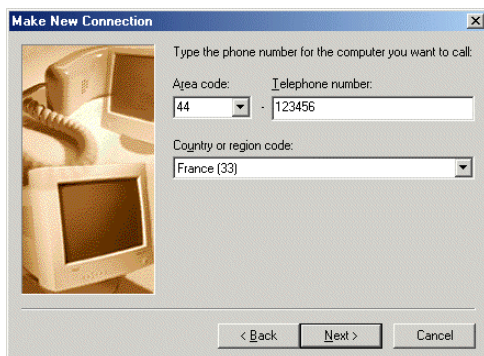 Make New Connection
Type the phone number for the computer you want to call:
Area code: Telephone number:
44 - 123456
Country or region code:
France (33)
< Back Next > Cancel